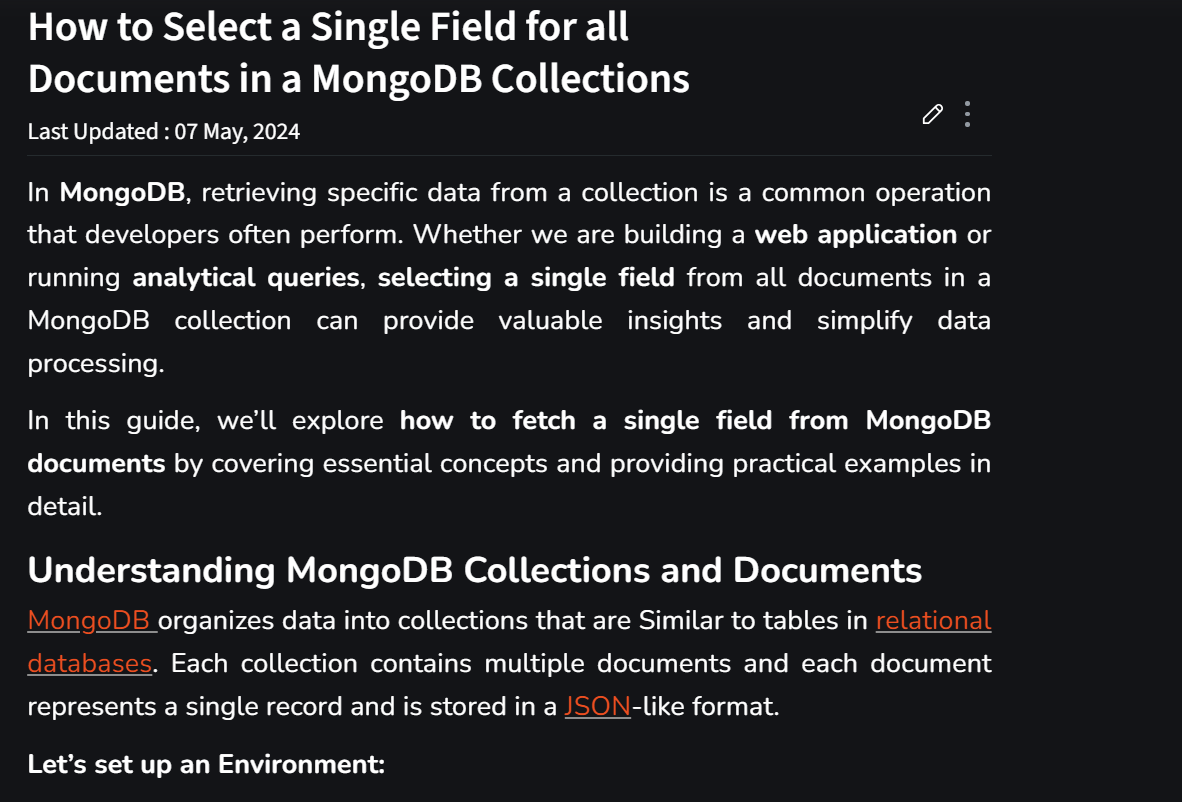 How to Select a Single Field for all
Documents in a MongoDB Collections
Last Updated : 07 May, 2024
In MongoDB, retrieving specific data from a collection is a common operation
that developers often perform. Whether we are building a web application or
running analytical queries, selecting a single field from all documents in a
MongoDB collection can provide valuable insights and simplify data
processing.
In this guide, we’ll explore how to fetch a single field from MongoDB
documents by covering essential concepts and providing practical examples in
detail.
Understanding MongoDB Collections and Documents
MongoDB organizes data into collections that are Similar to tables in relational
databases. Each collection contains multiple documents and each document
represents a single record and is stored in a JSON-like format.
Let’s set up an Environment: